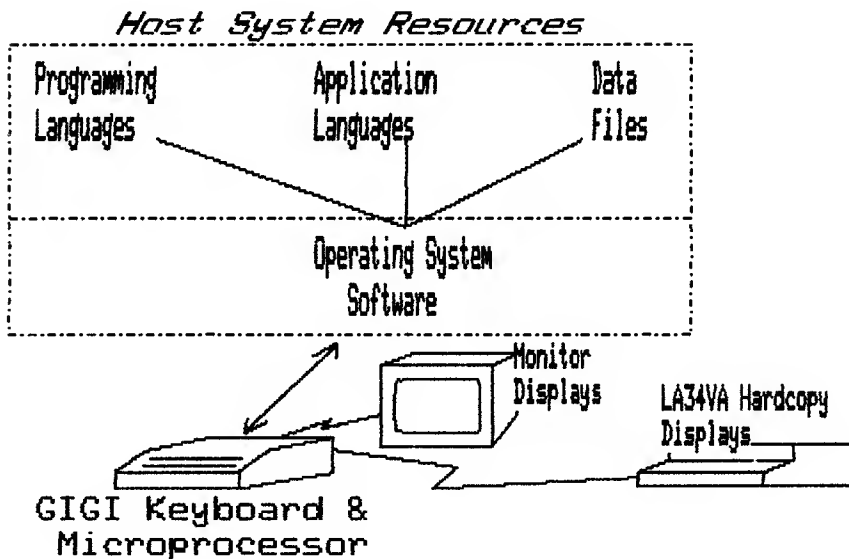 Host System Resources
Programming
Languages
Application
Languages
Data
Files
Operating System
Software
Monitor
Displays
LA34VA Hardcopy
Displays
GIGI Keyboard &
Microprocessor